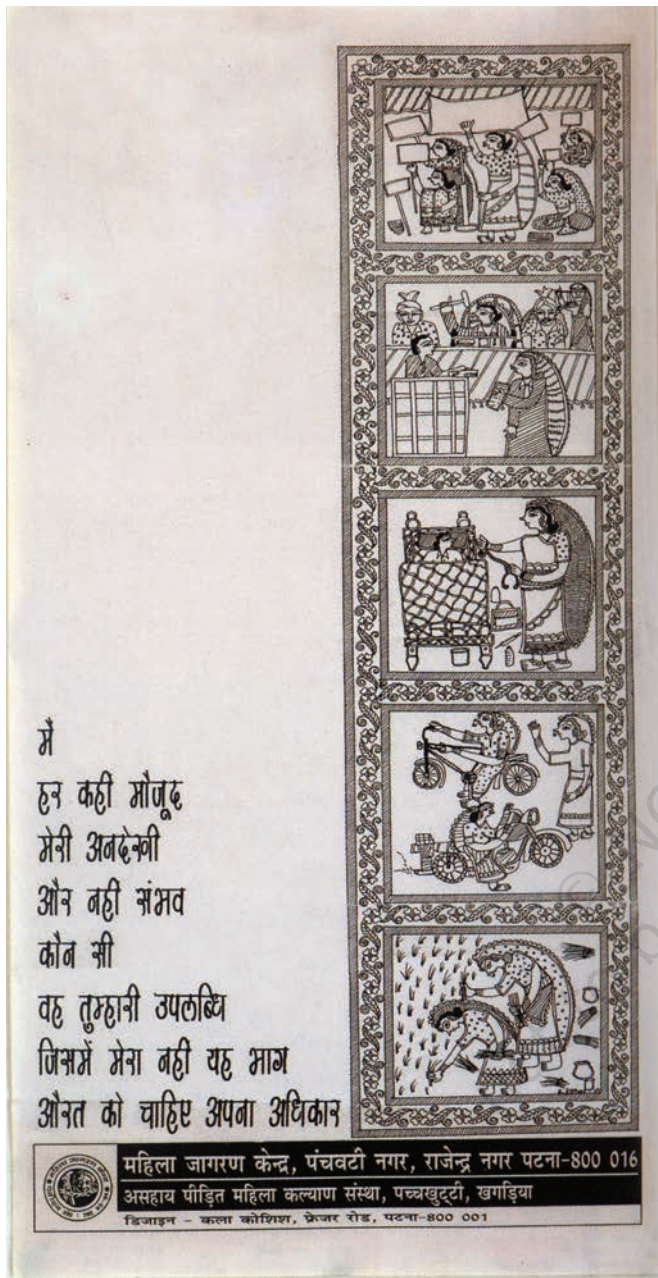 मैं
हर कहीं मौजूद
मेरी अनदेखी
और नहीं संभव
कौन सी
वह तुम्हारी उपलब्धि
जिसमें मेरा नहीं यह भाग
औरत को चाहिए अपना अधिकार
महिला जागरण केन्द्र, पंचवटी नगर, राजेन्द्र नगर पटना-800 016
असहाय पीड़ित महिला कल्याण संस्था, पच्चखुट्टी, खगड़िया
डिजाइन - कला कोशिश, फ्रेजर रोड, पटना-800 001